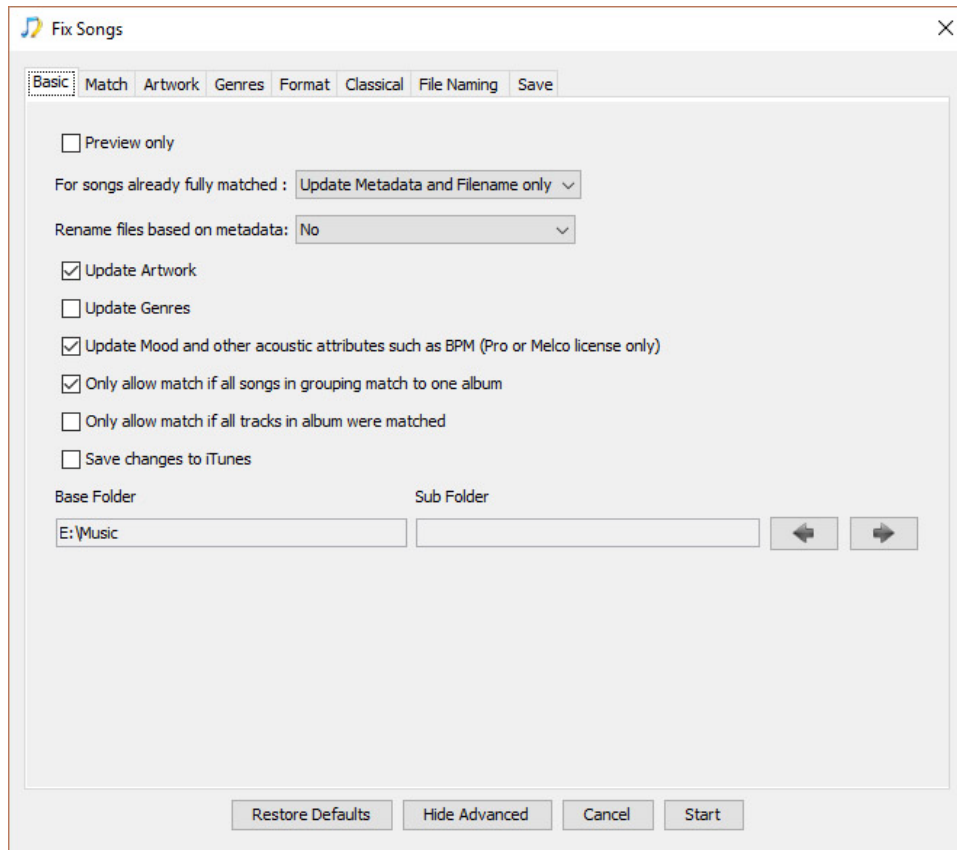 Fix Songs
Basic Match Artwork Genres Format Classical File Naming Save
Preview only
For songs already fully matched : Update Metadata and Filename only
Rename files based on metadata: No
Update Artwork
Update Genres
Update Mood and other acoustic attributes such as BPM (Pro or Melco license only)
Only allow match if all songs in grouping match to one album
Only allow match if all tracks in album were matched
Save changes to iTunes
Base Folder Sub Folder
E:\Music
Restore Defaults Hide Advanced Cancel Start